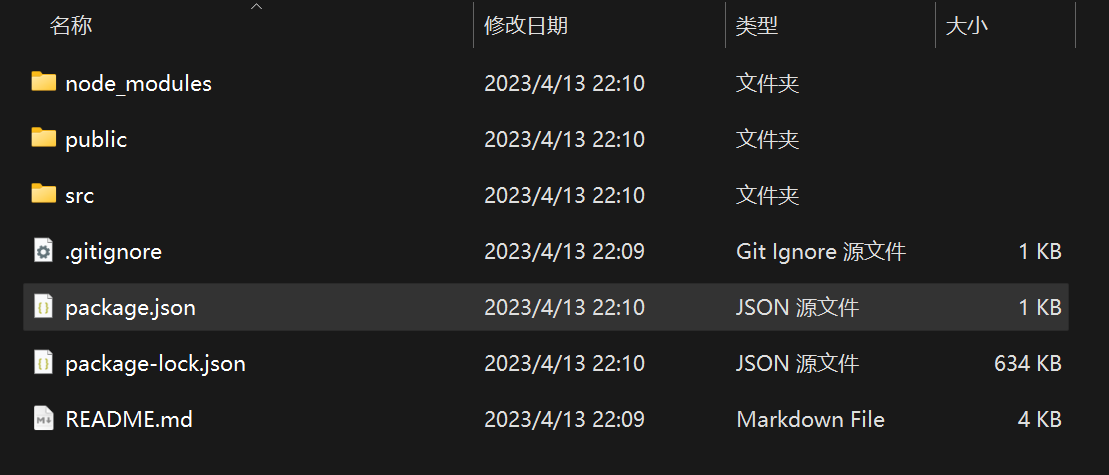 名称 修改日期 类型 大小
node_modules 2023/4/13 22:10 文件夹
public 2023/4/13 22:10 文件夹
src 2023/4/13 22:10 文件夹
.gitignore 2023/4/13 22:09 Git Ignore 源文件 1 KB
package.json 2023/4/13 22:10 JSON 源文件 1 KB
package-lock.json 2023/4/13 22:10 JSON 源文件 634 KB
README.md 2023/4/13 22:09 Markdown File 4 KB